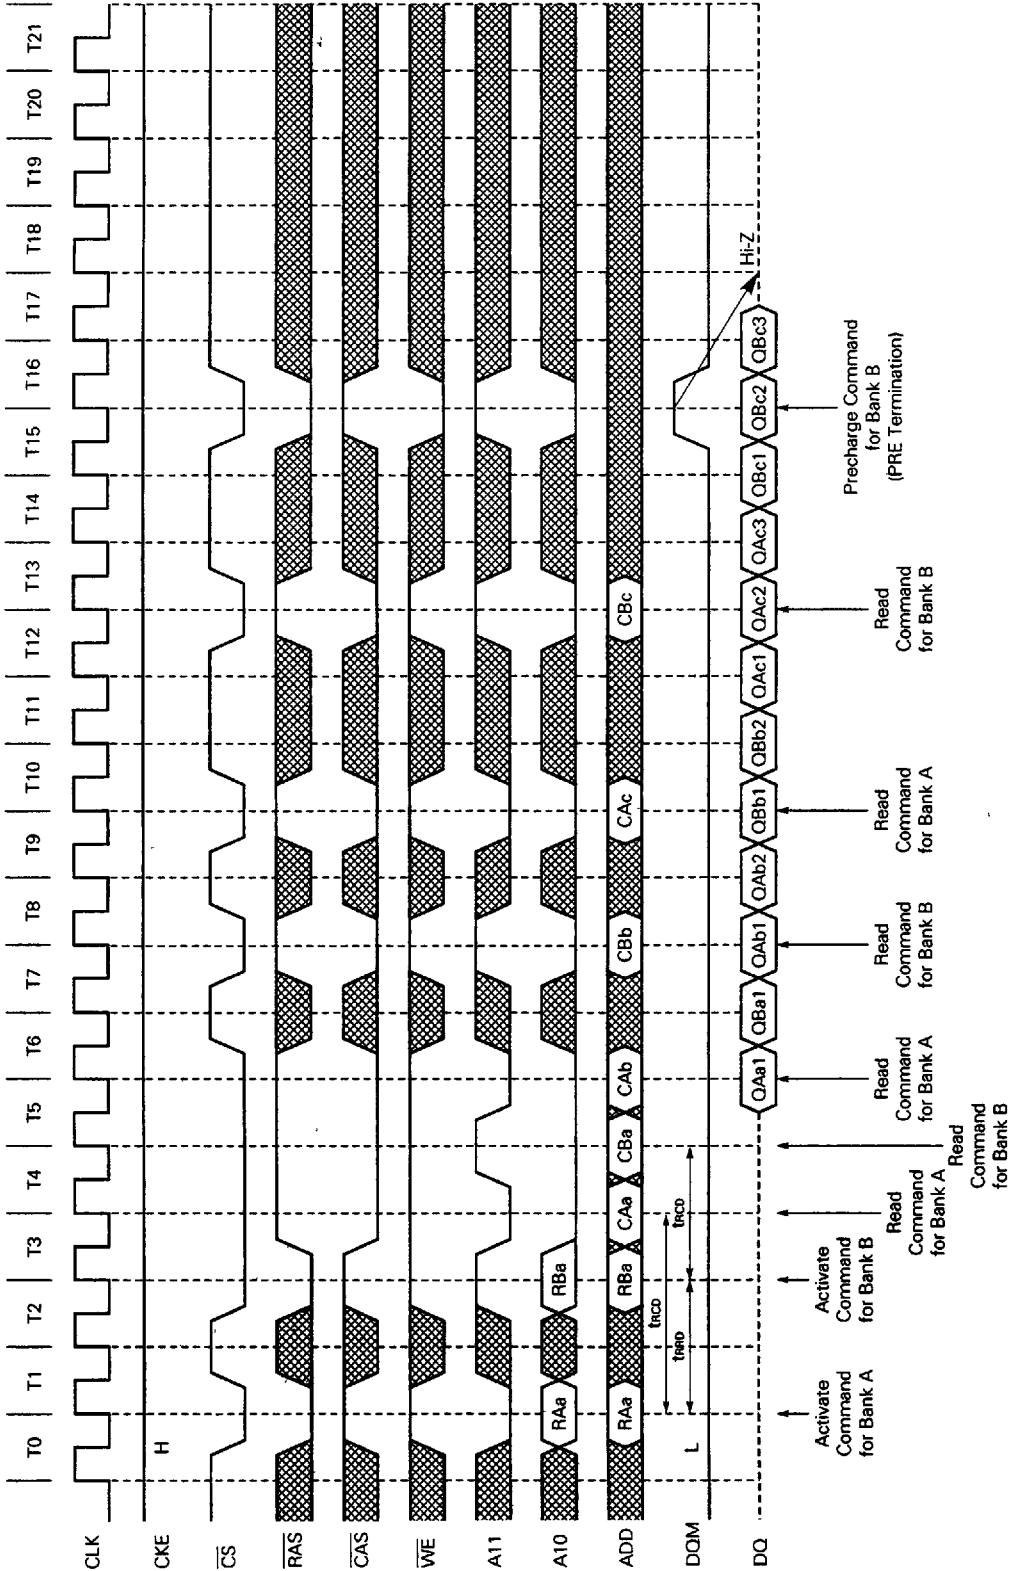 T0 T1 T2 T3 T4 T5 T6 T7 T8 T9 T10 T11 T12 T13 T14 T15 T16 T17 T18 T19 T20 T21
CLK
CKE H
CS
RAS
CAS
WE
A11
A10 RAa RBa
ADD RAa RBa CAa CBa CAb CBb CAc CBc
tRCD
DQM L tRRD tRCD
DQ QAa1 QBa1 QAb1 QAb2 QBb1 QBb2 QAc1 QAc2 QAc3 QBc1 QBc2 QBc3 Hi-Z
Activate
Command
for Bank A
Activate
Command
for Bank B
Read
Command
for Bank A
Read
Command
for Bank B
Read
Command
for Bank A
Read
Command
for Bank B
Read
Command
for Bank A
Read
Command
for Bank B
Precharge Command
for Bank B
(PRE Termination)